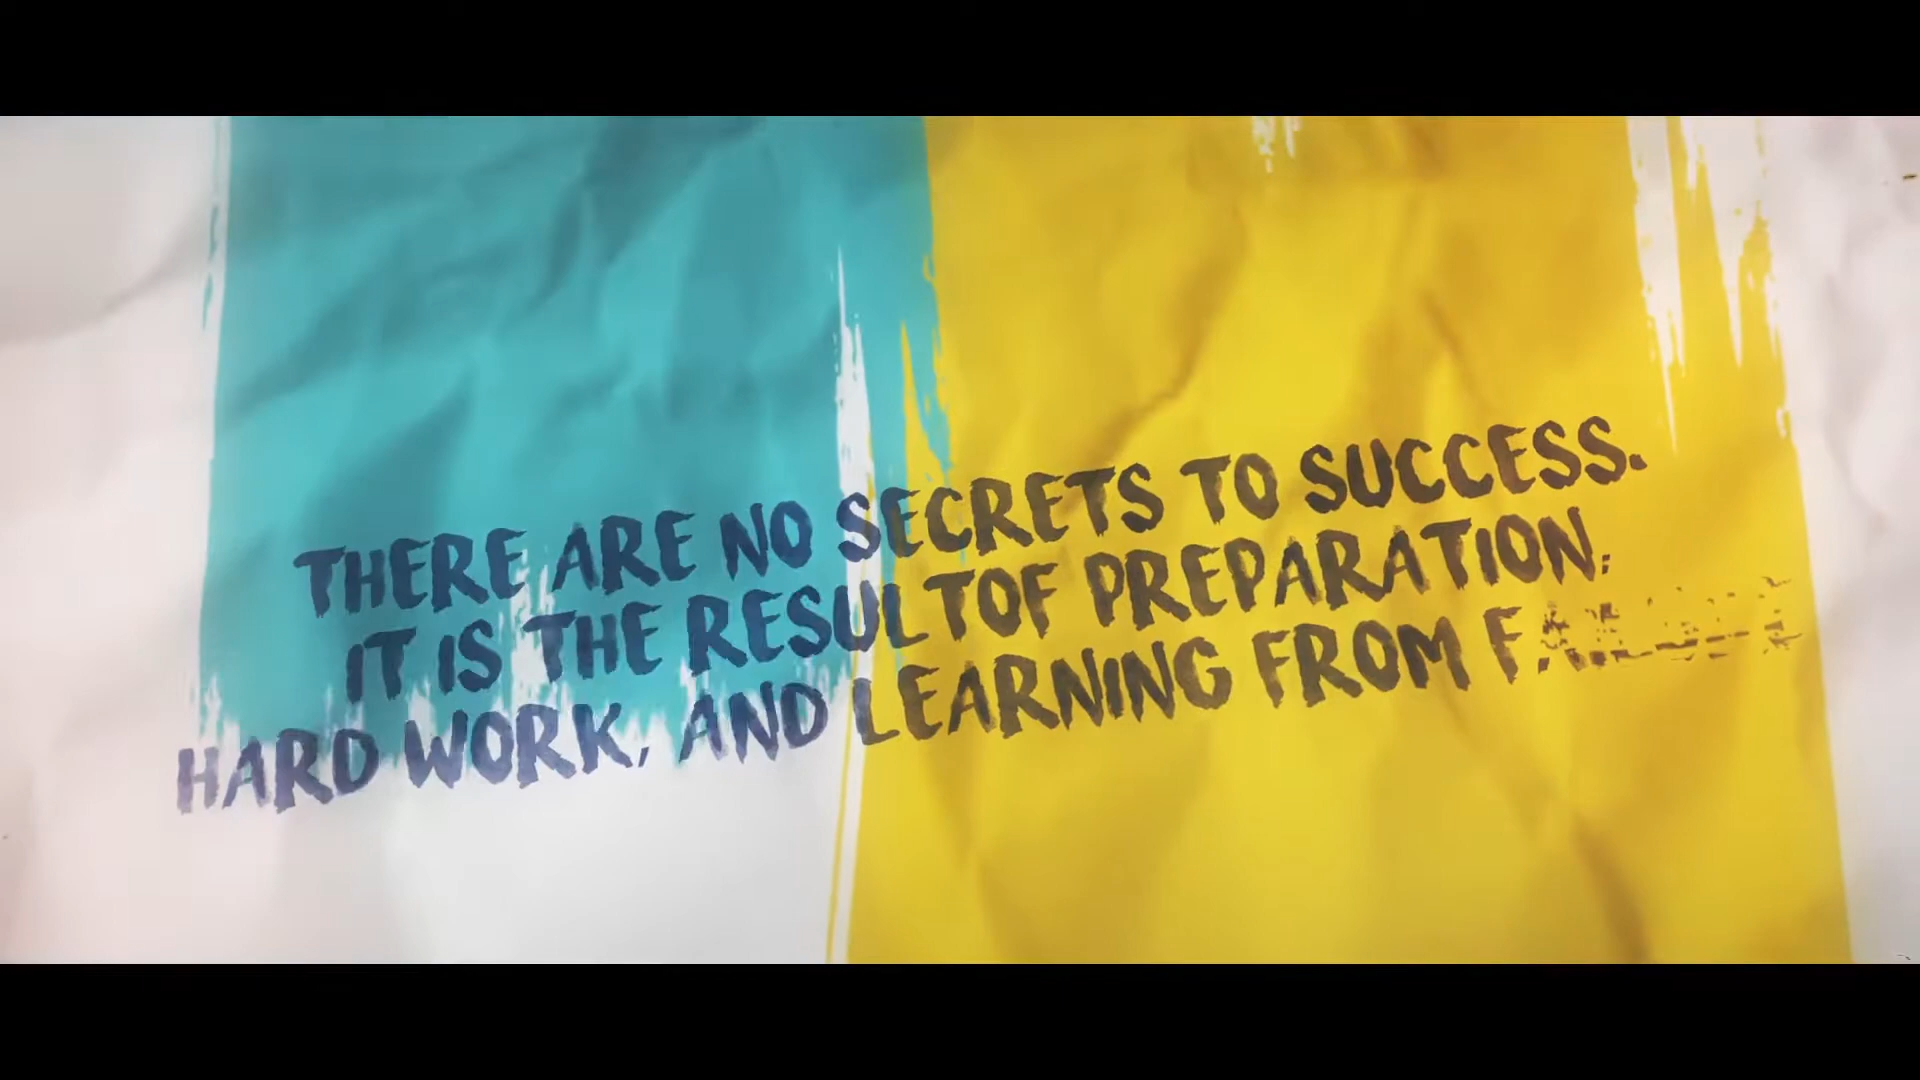 THERE ARE NO SECRETS TO SUCCESS.
IT IS THE RESULTOF PREPARATION,
HARD WORK, AND LEARNING FROM